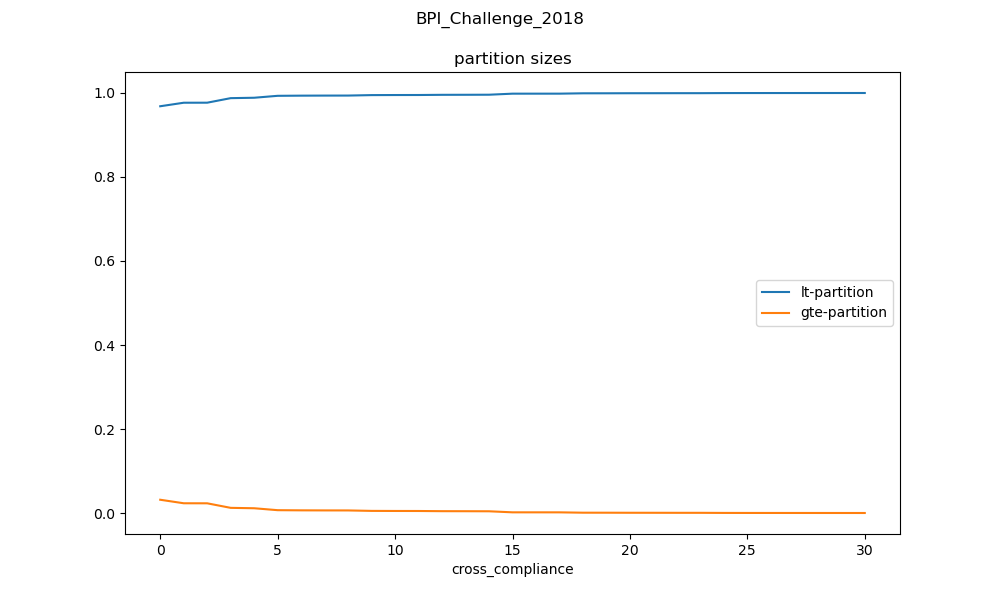 BPI_Challenge_2018
partition sizes
1.0
0.8
0.6
0.4
0.2
0.0
lt-partition
gte-partition
0 5 10 15 20 25 30
cross_compliance